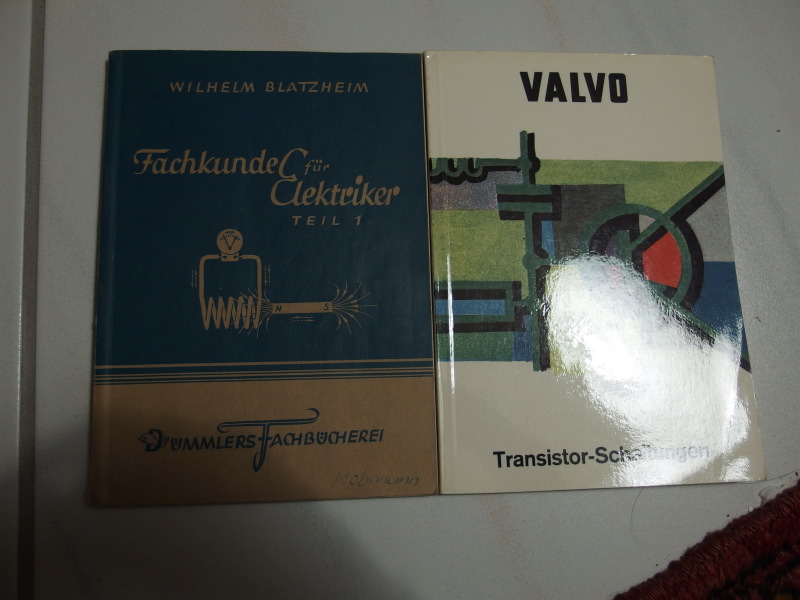 WILHELM BLATZHEIM
Fachkunde für
Elektriker
TEIL 1
V
N S
DÜMMLERS FACHBÜCHEREI
VALVO
Transistor-Schaltungen